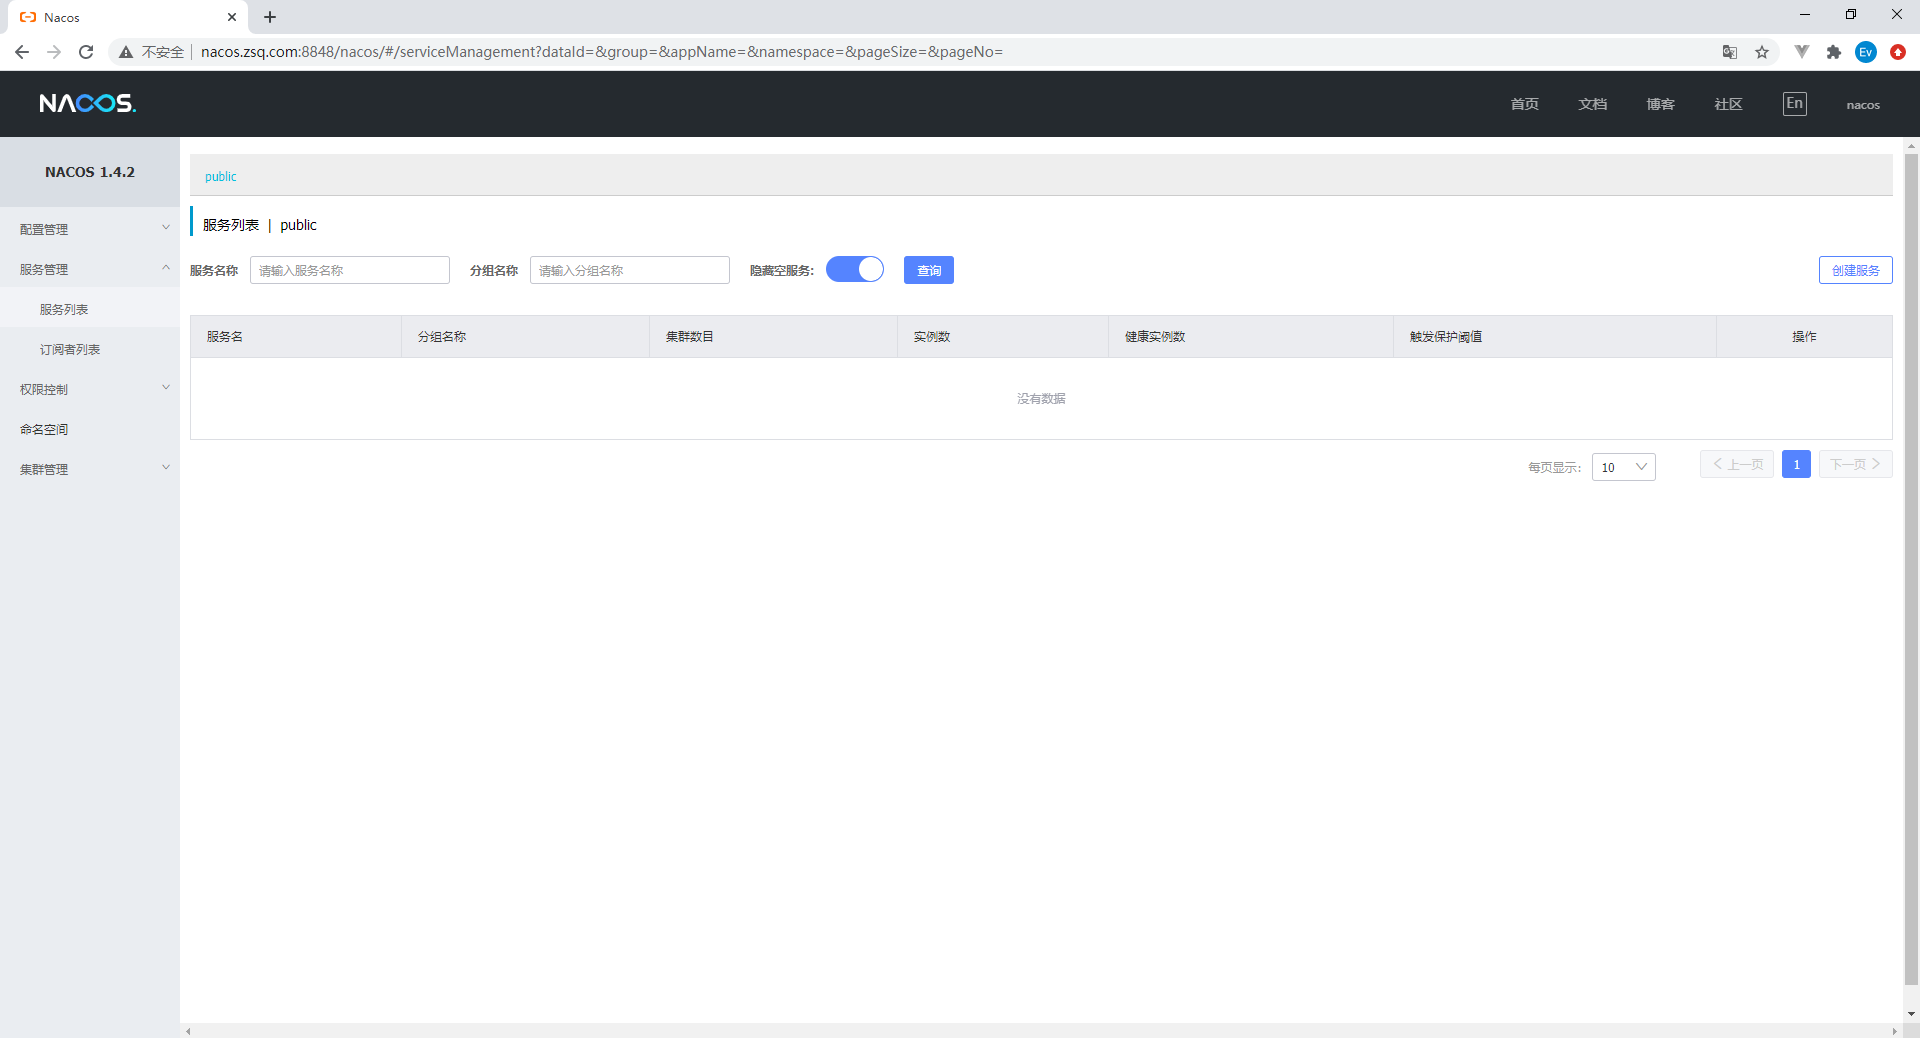 Nacos
不安全 nacos.zsq.com:8848/nacos/#/serviceManagement?dataId=&group=&appName=&namespace=&pageSize=&pageNo=
Ev
NACOS.
首页 文档 博客 社区 En nacos
NACOS 1.4.2
配置管理
服务管理
服务列表
订阅者列表
权限控制
命名空间
集群管理
public
服务列表 | public
服务名称 请输入服务名称 分组名称 请输入分组名称 隐藏空服务: 查询 创建服务
服务名 分组名称 集群数目 实例数 健康实例数 触发保护阈值 操作
没有数据
每页显示: 10 上一页 1 下一页